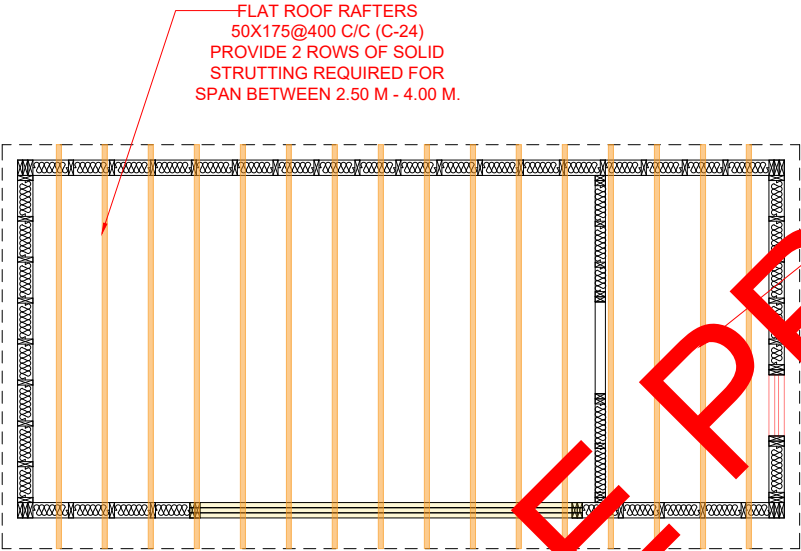 FLAT ROOF RAFTERS
50X175@400 C/C (C-24)
PROVIDE 2 ROWS OF SOLID
STRUTTING REQUIRED FOR
SPAN BETWEEN 2.50 M - 4.00 M.
E P